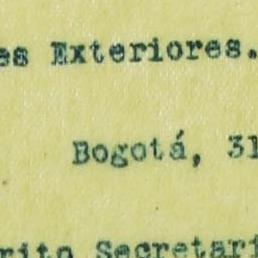 es Exteriores.
Bogotá, 31
rito Secretari